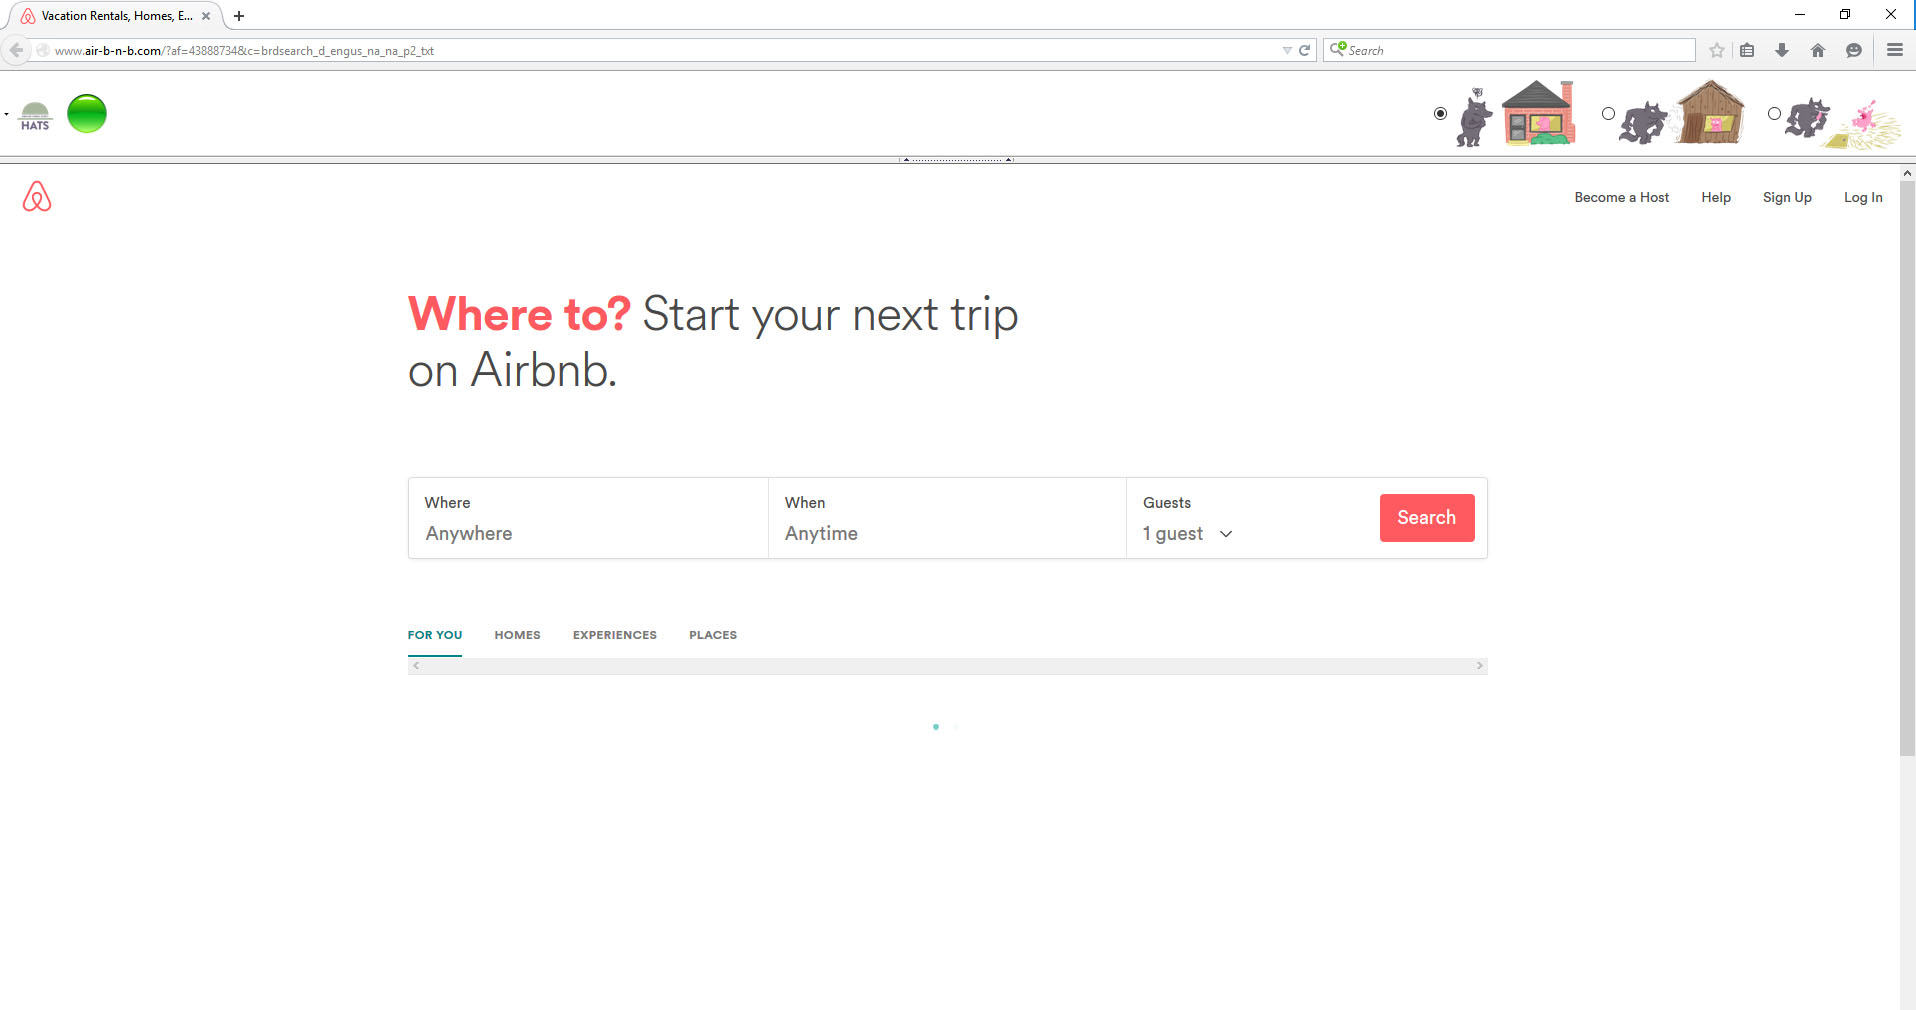 Vacation Rentals, Homes, E...
www.air-b-n-b.com/?af=43888734&c=brdsearch_d_engus_na_na_p2_txt
Search
HATS
Become a Host Help Sign Up Log In
Where to? Start your next trip
on Airbnb.
Where When Guests
Anywhere Anytime 1 guest
Search
FOR YOU HOMES EXPERIENCES PLACES